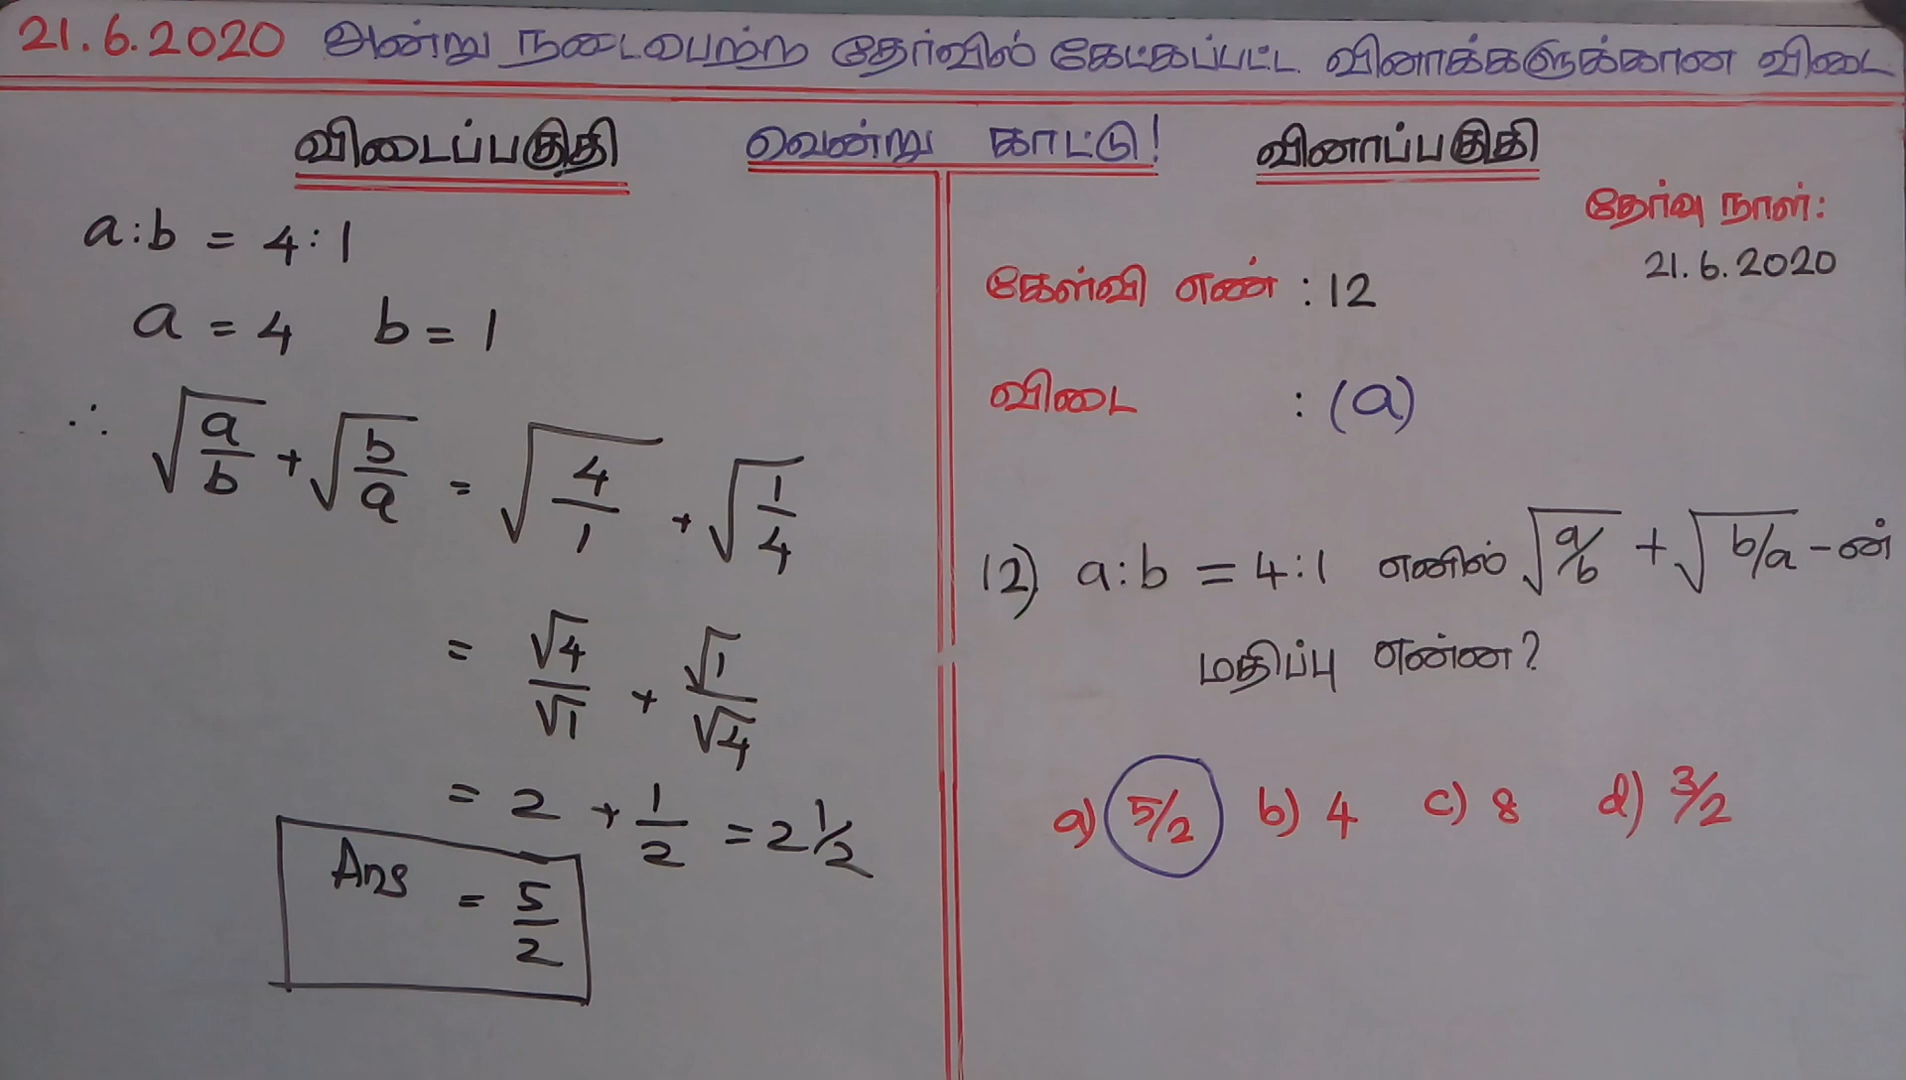 21.6.2020 அன்று நடைபெற்ற தேர்வில் கேட்கப்பட்ட வினாக்களுக்கான விடை
விடைப்பகுதி வென்று காட்டு! வினாப்பகுதி
a:b = 4:1
a = 4 b = 1
∴ √(a/b) + √(b/a) = √(4/1) + √(1/4)
= √4/√1 + √1/√4
= 2 + 1/2 = 2 1/2
Ans = 5/2
தேர்வு நாள்:
21.6.2020
கேள்வி எண் : 12
விடை : (a)
12) a:b = 4:1 எனில் √(a/b) + √(b/a) -ன்
மதிப்பு என்ன?
a) 5/2 b) 4 c) 8 d) 3/2